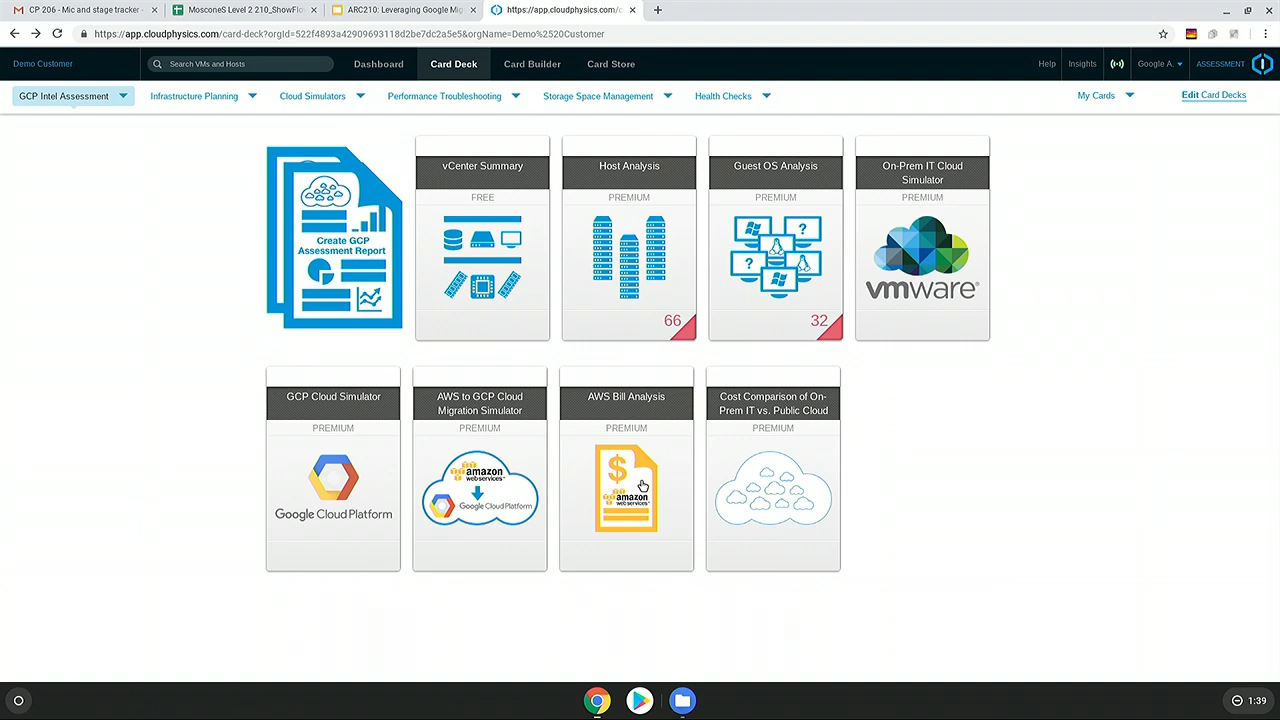 CP 206 - Mic and stage tracker -
MosconeS Level 2 210_ShowFlo
ARC210: Leveraging Google Mig
https://app.cloudphysics.com/c
https://app.cloudphysics.com/card-deck?orgId=522f4893a42909693118d2be7dc2a5e5&orgName=Demo%2520Customer
Demo Customer
Search VMs and Hosts
Dashboard
Card Deck
Card Builder
Card Store
Help
Insights
Google A.
ASSESSMENT
GCP Intel Assessment
Infrastructure Planning
Cloud Simulators
Performance Troubleshooting
Storage Space Management
Health Checks
My Cards
Edit Card Decks
Create GCP
Assessment Report
vCenter Summary
FREE
Host Analysis
PREMIUM
66
Guest OS Analysis
PREMIUM
?
?
32
On-Prem IT Cloud
Simulator
PREMIUM
vmware®
GCP Cloud Simulator
PREMIUM
Google Cloud Platform
AWS to GCP Cloud
Migration Simulator
PREMIUM
amazon
webservices™
Google Cloud Platform
AWS Bill Analysis
PREMIUM
$
amazon
webservices™
Cost Comparison of On-
Prem IT vs. Public Cloud
PREMIUM
1:39